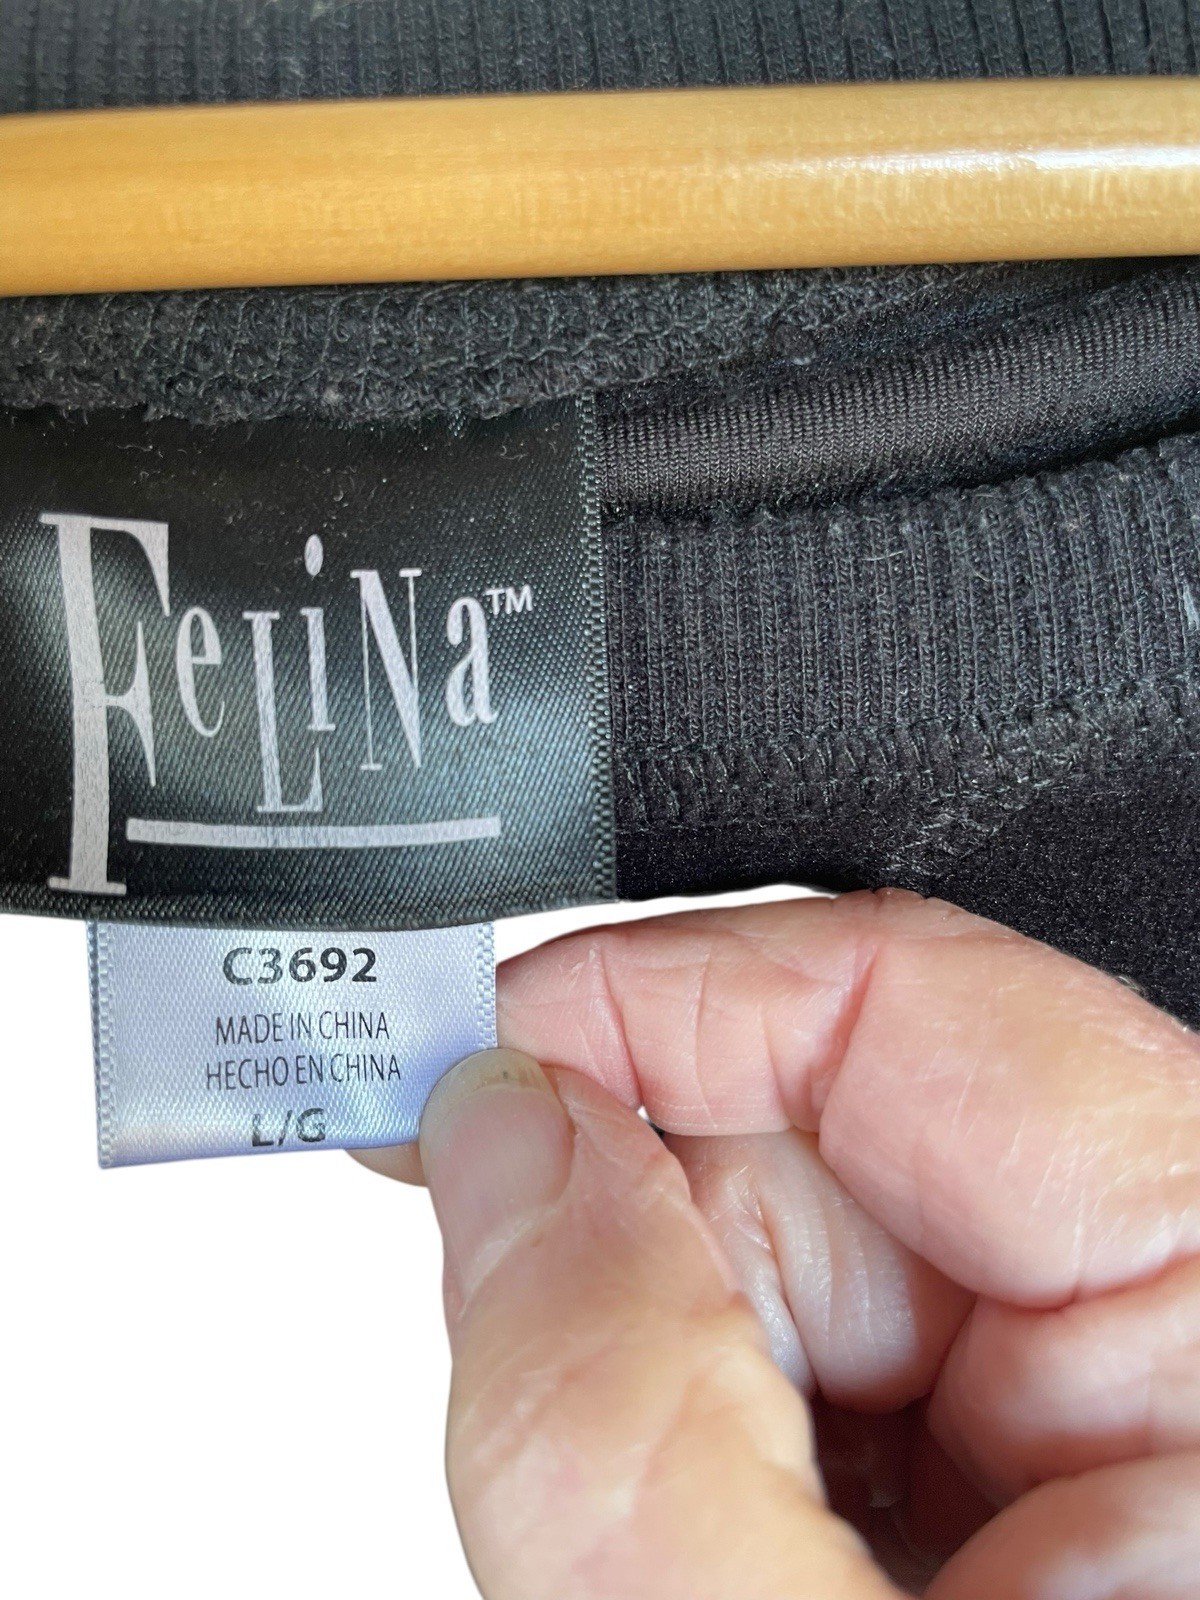 FeLiNa™
C3692
MADE IN CHINA
HECHO EN CHINA
L/G